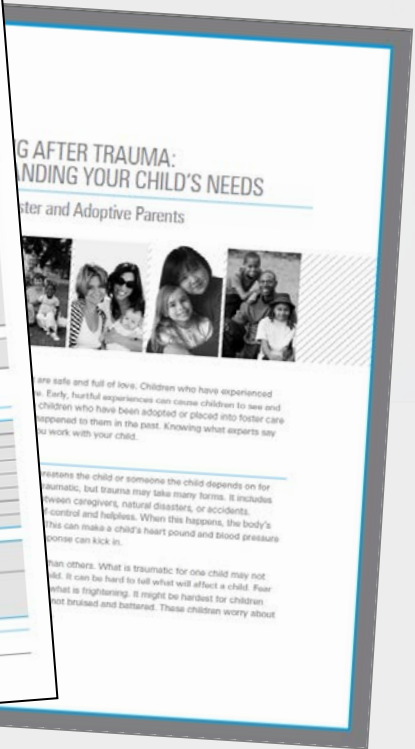 G AFTER TRAUMA:
ANDING YOUR CHILD'S NEEDS
ster and Adoptive Parents
are safe and full of love. Children who have experienced
e. Early, hurtful experiences can cause children to see and
children who have been adopted or placed into foster care
appened to them in the past. Knowing what experts say
ou work with your child.
reatens the child or someone the child depends on for
raumatic, but trauma may take many forms. It includes
tween caregivers, natural disasters, or accidents.
f control and helpless. When this happens, the body's
This can make a child's heart pound and blood pressure
ponse can kick in.
han others. What is traumatic for one child may not
ild. It can be hard to tell what will affect a child. Fear
what is frightening. It might be hardest for children
not bruised and battered. These children worry about